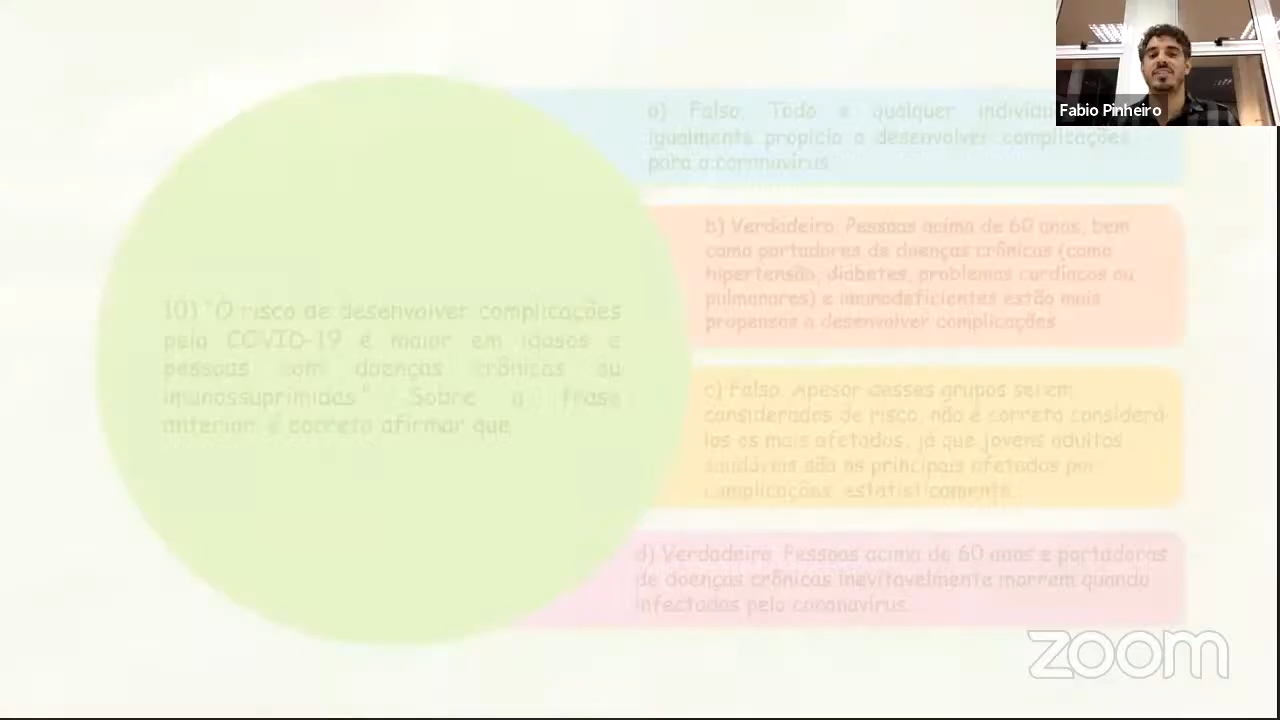 10) "O risco de desenvolver complicações
pela COVID-19 é maior em idosos e
pessoas com doenças crônicas ou
imunossuprimidas". Sobre a frase
anterior, é correto afirmar que
a) Falso. Todo e qualquer
igualmente propício a desenvolver complicações
para o coronavírus
b) Verdadeiro. Pessoas acima de 60 anos, bem
como portadores de doenças crônicas (como
hipertensão, diabetes, problemas cardíacos ou
pulmonares) e imunodeficientes estão mais
propensos a desenvolver complicações
c) Falso. Apesar desses grupos serem
considerados de risco, não é correto considerá-
los os mais afetados, já que jovens adultos
saudáveis são os principais afetados por
complicações, estatisticamente.
d) Verdadeiro. Pessoas acima de 60 anos e portadoras
de doenças crônicas inevitavelmente morrem quando
infectadas pelo coronavírus.
Fabio Pinheiro
zoom